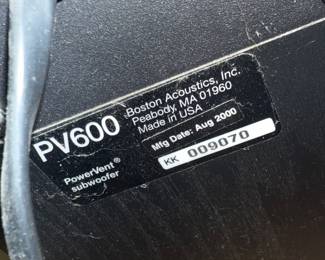 PV600
PowerVent®
subwoofer
Boston Acoustics, Inc.
Peabody, MA 01960
Made in USA
Mfg Date: Aug 2000
KK 009070